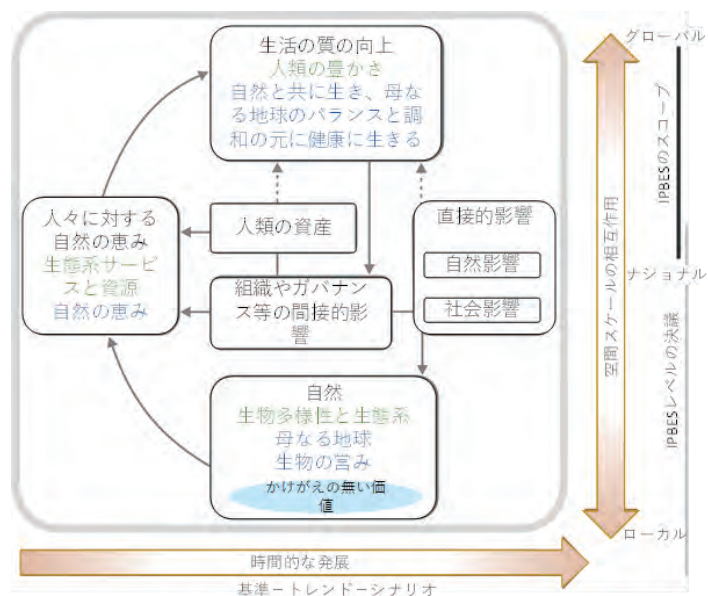 生活の質の向上
人類の豊かさ
自然と共に生き、母な
る地球のバランスと調
和の元に健康に生きる
人々に対する
自然の恵み
生態系サービ
スと資源
自然の恵み
人類の資産
組織やガバナン
ス等の間接的影
響
直接的影響
自然影響
社会影響
自然
生物多様性と生態系
母なる地球
生物の営み
かけがえの無い価
値
グローバル
ナショナル
ローカル
空間スケールの相互作用
IPBESのスコープ
IPBESレベルの決議
時間的な発展
基準－トレンド－シナリオ